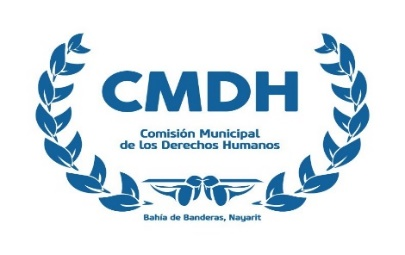 CMDH
Comisión Municipal
de los Derechos Humanos
Bahía de Banderas, Nayarit